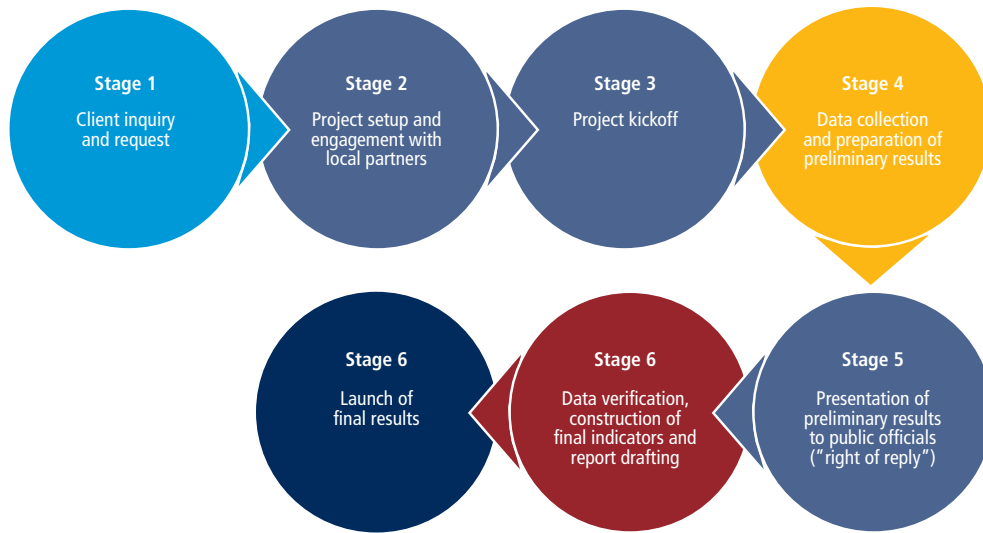 Stage 1
Client inquiry
and request
Stage 2
Project setup and
engagement with
local partners
Stage 3
Project kickoff
Stage 4
Data collection
and preparation of
preliminary results
Stage 5
Presentation of
preliminary results
to public officials
(“right of reply”)
Stage 6
Data verification,
construction of
final indicators and
report drafting
Stage 6
Launch of
final results